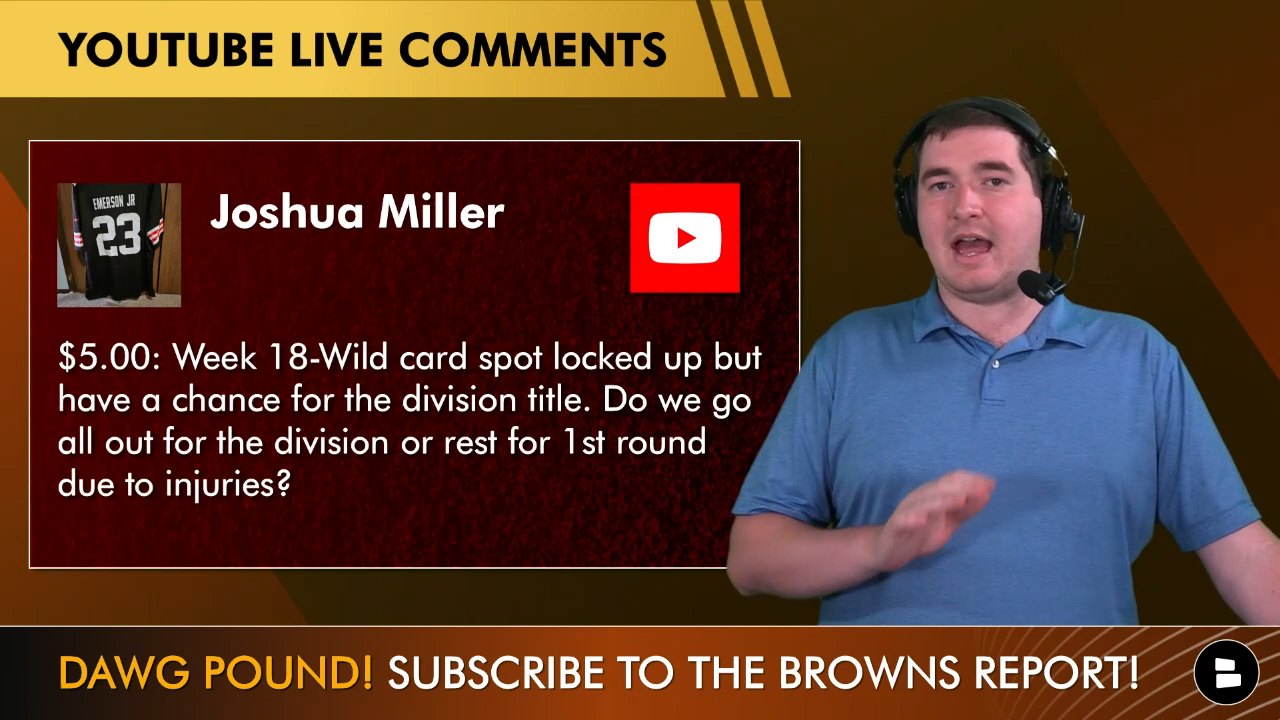 YOUTUBE LIVE COMMENTS
EMERSON JR
23
Joshua Miller
$5.00: Week 18-Wild card spot locked up but
have a chance for the division title. Do we go
all out for the division or rest for 1st round
due to injuries?
DAWG POUND! SUBSCRIBE TO THE BROWNS REPORT!